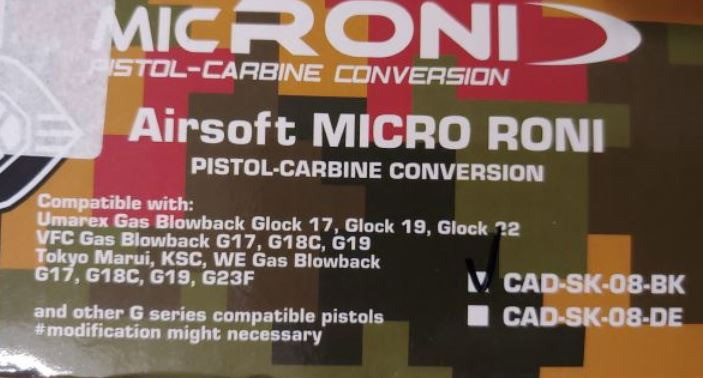 MICRONI
PISTOL-CARBINE CONVERSION
Airsoft MICRO RONI
PISTOL-CARBINE CONVERSION
Compatible with:
Umarex Gas Blowback Glock 17, Glock 19, Glock 22
VFC Gas Blowback G17, G18C, G19
Tokyo Marui, KSC, WE Gas Blowback
G17, G18C, G19, G23F
CAD-SK-08-BK
and other G series compatible pistols
CAD-SK-08-DE
#modification might necessary